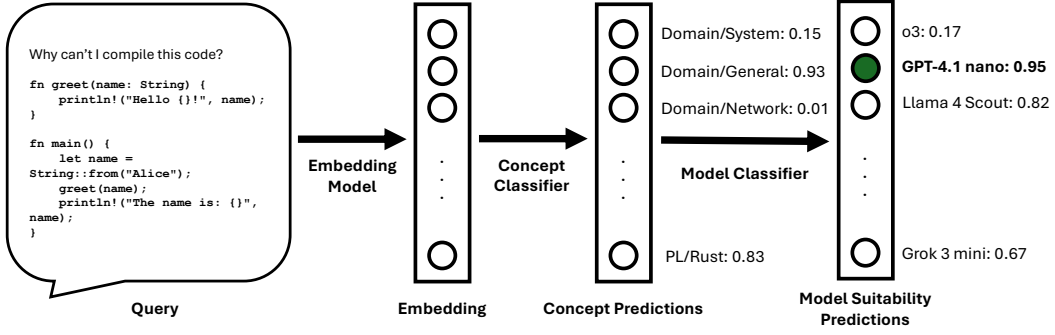 Why can't I compile this code?
fn greet(name: String) {
    println!("Hello {}!", name);
}
fn main() {
    let name =
String::from("Alice");
    greet(name);
    println!("The name is: {}",
name);
}
Query
Embedding
Model
Embedding
Concept
Classifier
Domain/System: 0.15
Domain/General: 0.93
Domain/Network: 0.01
PL/Rust: 0.83
Concept Predictions
Model Classifier
o3: 0.17
GPT-4.1 nano: 0.95
Llama 4 Scout: 0.82
Grok 3 mini: 0.67
Model Suitability
Predictions